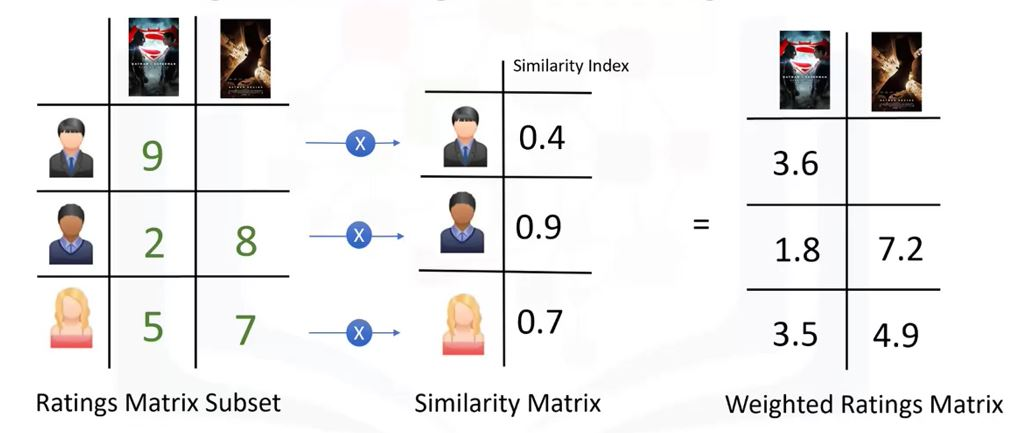 Similarity Index
9
X
0.4
3.6
2
8
X
0.9
=
1.8
7.2
5
7
X
0.7
3.5
4.9
Ratings Matrix Subset
Similarity Matrix
Weighted Ratings Matrix